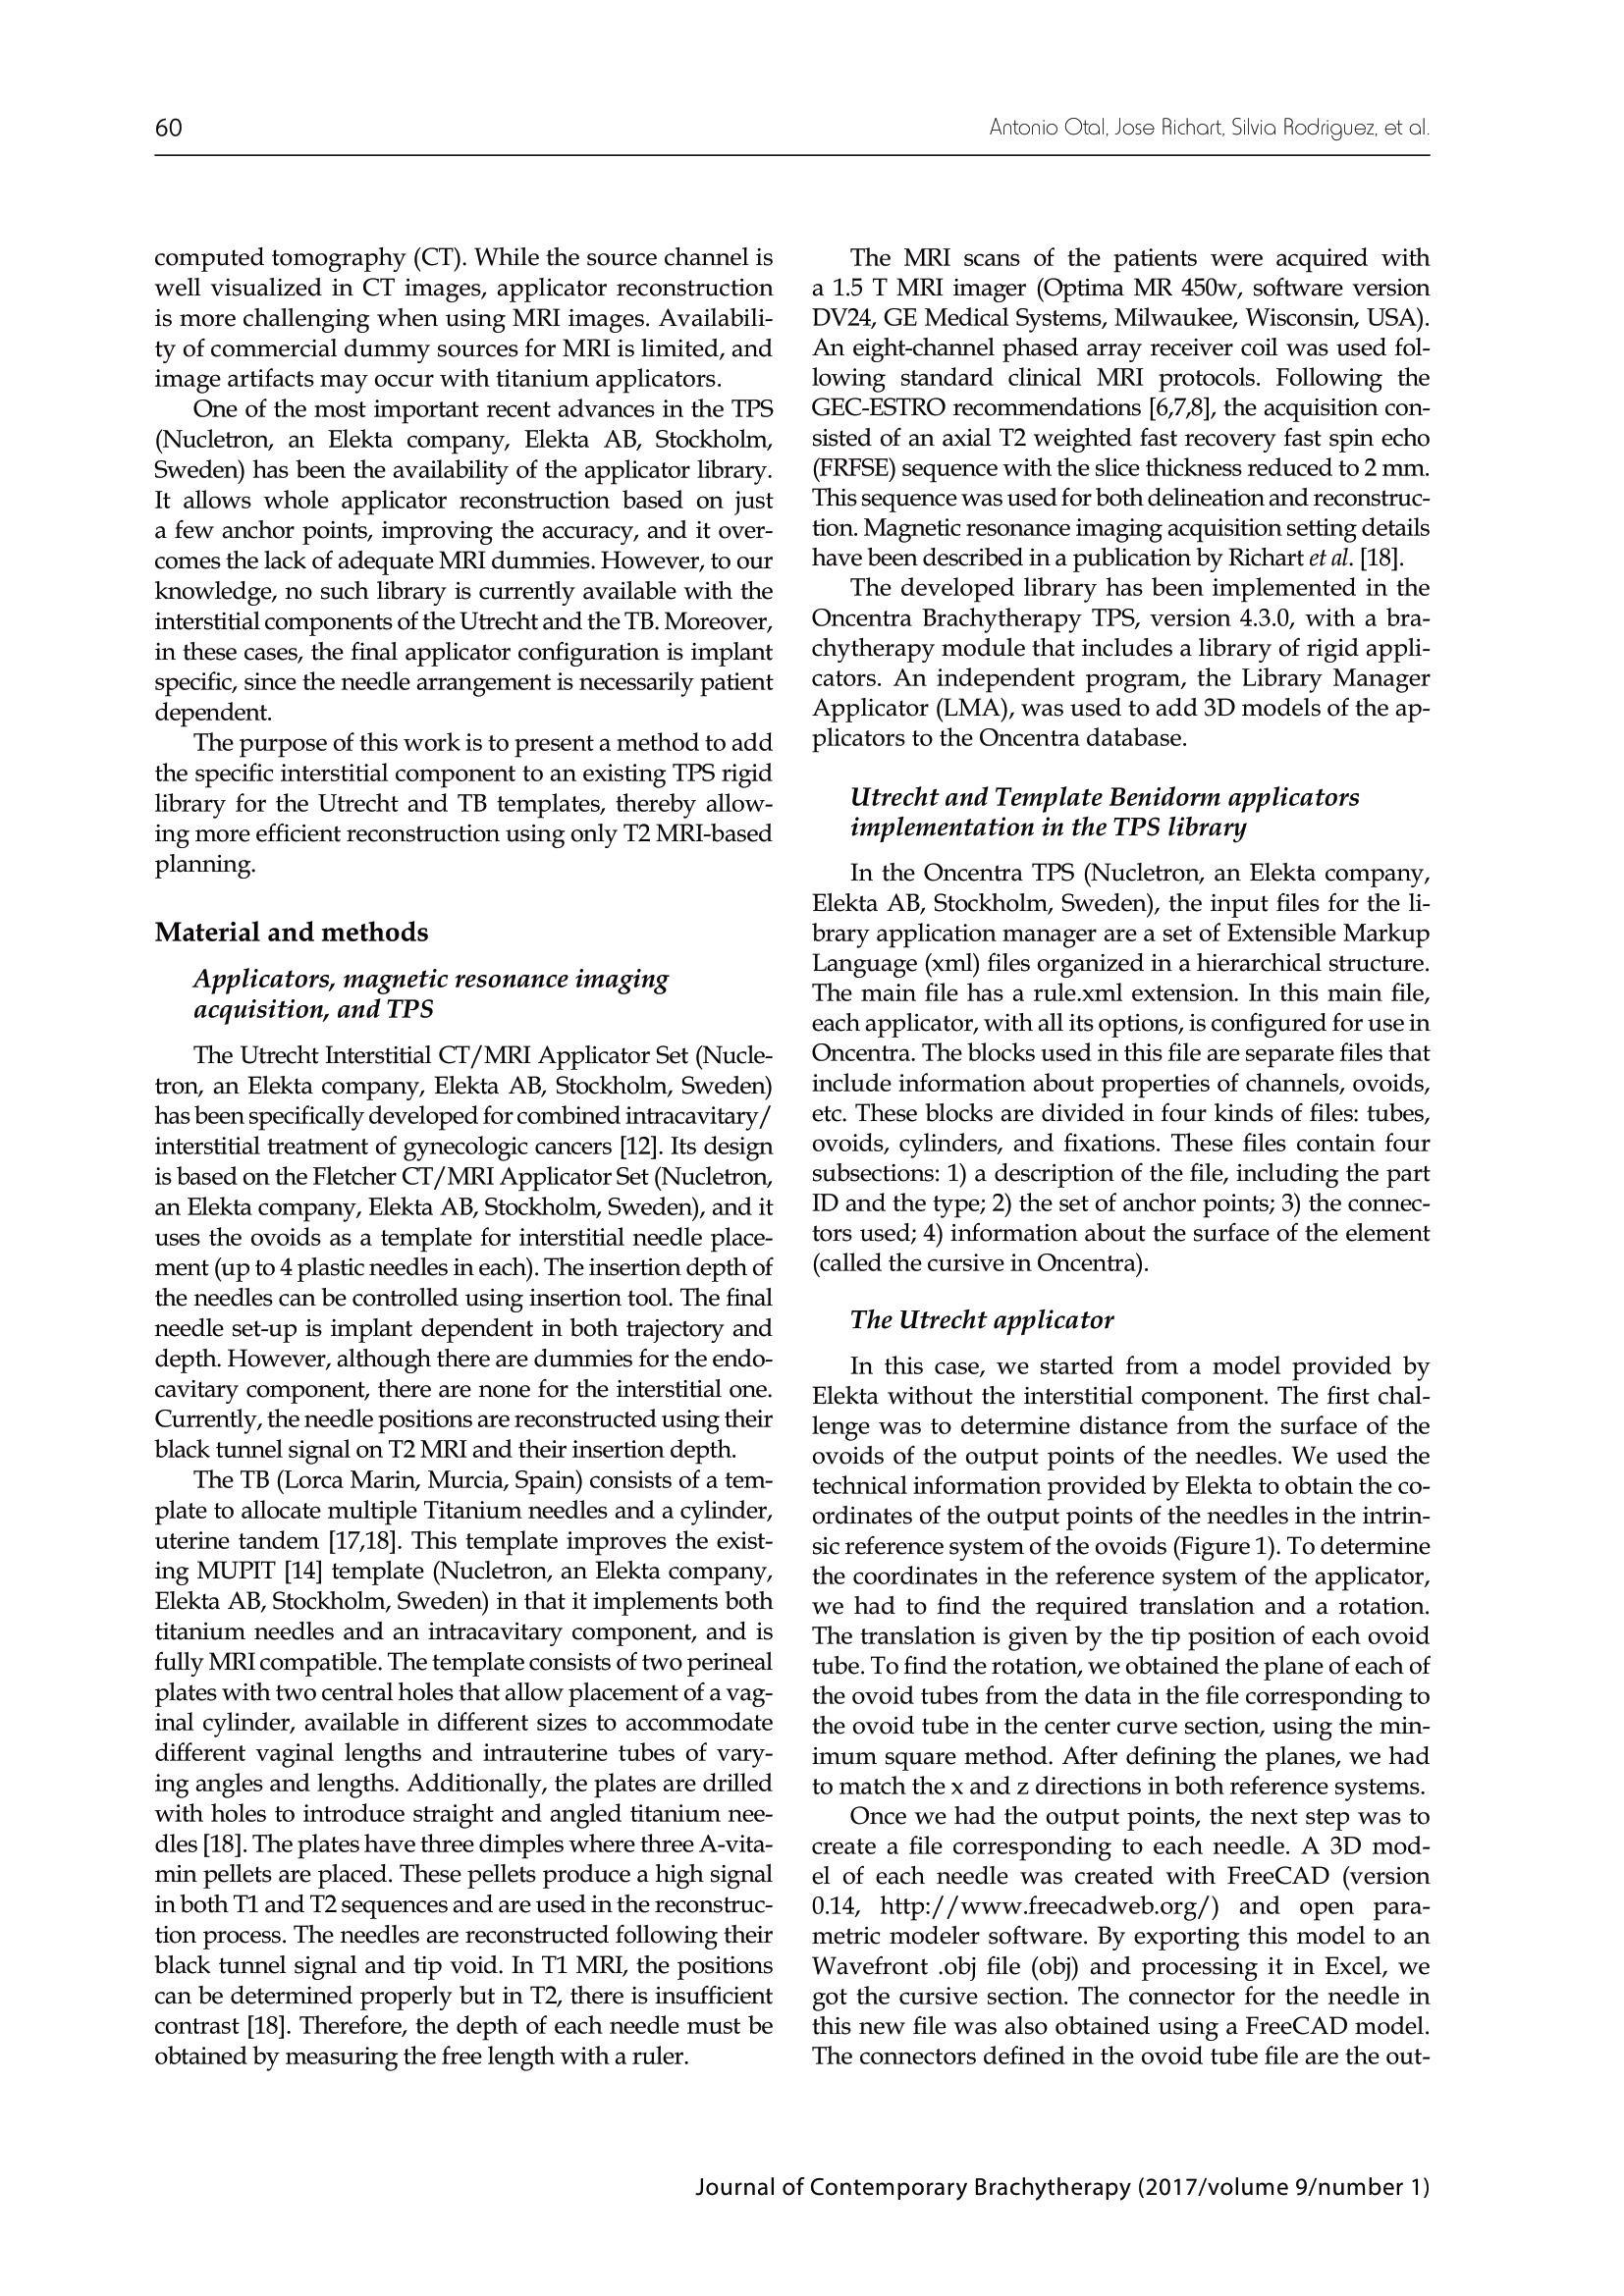 60
Antonio Otal, Jose Richart, Silvia Rodriguez, et al.
computed tomography (CT). While the source channel is
well visualized in CT images, applicator reconstruction
is more challenging when using MRI images. Availabili-
ty of commercial dummy sources for MRI is limited, and
image artifacts may occur with titanium applicators.
One of the most important recent advances in the TPS
(Nucletron, an Elekta company, Elekta AB, Stockholm,
Sweden) has been the availability of the applicator library.
It allows whole applicator reconstruction based on just
a few anchor points, improving the accuracy, and it over-
comes the lack of adequate MRI dummies. However, to our
knowledge, no such library is currently available with the
interstitial components of the Utrecht and the TB. Moreover,
in these cases, the final applicator configuration is implant
specific, since the needle arrangement is necessarily patient
dependent.
The purpose of this work is to present a method to add
the specific interstitial component to an existing TPS rigid
library for the Utrecht and TB templates, thereby allow-
ing more efficient reconstruction using only T2 MRI-based
planning.
Material and methods
Applicators, magnetic resonance imaging
acquisition, and TPS
The Utrecht Interstitial CT/MRI Applicator Set (Nucle-
tron, an Elekta company, Elekta AB, Stockholm, Sweden)
has been specifically developed for combined intracavitary/
interstitial treatment of gynecologic cancers [12]. Its design
is based on the Fletcher CT/MRI Applicator Set (Nucletron,
an Elekta company, Elekta AB, Stockholm, Sweden), and it
uses the ovoids as a template for interstitial needle place-
ment (up to 4 plastic needles in each). The insertion depth of
the needles can be controlled using insertion tool. The final
needle set-up is implant dependent in both trajectory and
depth. However, although there are dummies for the endo-
cavitary component, there are none for the interstitial one.
Currently, the needle positions are reconstructed using their
black tunnel signal on T2 MRI and their insertion depth.
The TB (Lorca Marin, Murcia, Spain) consists of a tem-
plate to allocate multiple Titanium needles and a cylinder,
uterine tandem [17,18]. This template improves the exist-
ing MUPIT [14] template (Nucletron, an Elekta company,
Elekta AB, Stockholm, Sweden) in that it implements both
titanium needles and an intracavitary component, and is
fully MRI compatible. The template consists of two perineal
plates with two central holes that allow placement of a vag-
inal cylinder, available in different sizes to accommodate
different vaginal lengths and intrauterine tubes of vary-
ing angles and lengths. Additionally, the plates are drilled
with holes to introduce straight and angled titanium nee-
dles [18]. The plates have three dimples where three A-vita-
min pellets are placed. These pellets produce a high signal
in both T1 and T2 sequences and are used in the reconstruc-
tion process. The needles are reconstructed following their
black tunnel signal and tip void. In T1 MRI, the positions
can be determined properly but in T2, there is insufficient
contrast [18]. Therefore, the depth of each needle must be
obtained by measuring the free length with a ruler.
The MRI scans of the patients were acquired with
a 1.5 T MRI imager (Optima MR 450w, software version
DV24, GE Medical Systems, Milwaukee, Wisconsin, USA).
An eight-channel phased array receiver coil was used fol-
lowing standard clinical MRI protocols. Following the
GEC-ESTRO recommendations [6,7,8], the acquisition con-
sisted of an axial T2 weighted fast recovery fast spin echo
(FRFSE) sequence with the slice thickness reduced to 2 mm.
This sequence was used for both delineation and reconstruc-
tion. Magnetic resonance imaging acquisition setting details
have been described in a publication by Richart et al. [18].
The developed library has been implemented in the
Oncentra Brachytherapy TPS, version 4.3.0, with a bra-
chytherapy module that includes a library of rigid appli-
cators. An independent program, the Library Manager
Applicator (LMA), was used to add 3D models of the ap-
plicators to the Oncentra database.
Utrecht and Template Benidorm applicators
implementation in the TPS library
In the Oncentra TPS (Nucletron, an Elekta company,
Elekta AB, Stockholm, Sweden), the input files for the li-
brary application manager are a set of Extensible Markup
Language (xml) files organized in a hierarchical structure.
The main file has a rule.xml extension. In this main file,
each applicator, with all its options, is configured for use in
Oncentra. The blocks used in this file are separate files that
include information about properties of channels, ovoids,
etc. These blocks are divided in four kinds of files: tubes,
ovoids, cylinders, and fixations. These files contain four
subsections: 1) a description of the file, including the part
ID and the type; 2) the set of anchor points; 3) the connec-
tors used; 4) information about the surface of the element
(called the cursive in Oncentra).
The Utrecht applicator
In this case, we started from a model provided by
Elekta without the interstitial component. The first chal-
lenge was to determine distance from the surface of the
ovoids of the output points of the needles. We used the
technical information provided by Elekta to obtain the co-
ordinates of the output points of the needles in the intrin-
sic reference system of the ovoids (Figure 1). To determine
the coordinates in the reference system of the applicator,
we had to find the required translation and a rotation.
The translation is given by the tip position of each ovoid
tube. To find the rotation, we obtained the plane of each of
the ovoid tubes from the data in the file corresponding to
the ovoid tube in the center curve section, using the min-
imum square method. After defining the planes, we had
to match the x and z directions in both reference systems.
Once we had the output points, the next step was to
create a file corresponding to each needle. A 3D mod-
el of each needle was created with FreeCAD (version
0.14, http://www.freecadweb.org/) and open para-
metric modeler software. By exporting this model to an
Wavefront .obj file (obj) and processing it in Excel, we
got the cursive section. The connector for the needle in
this new file was also obtained using a FreeCAD model.
The connectors defined in the ovoid tube file are the out-
Journal of Contemporary Brachytherapy (2017/volume 9/number 1)